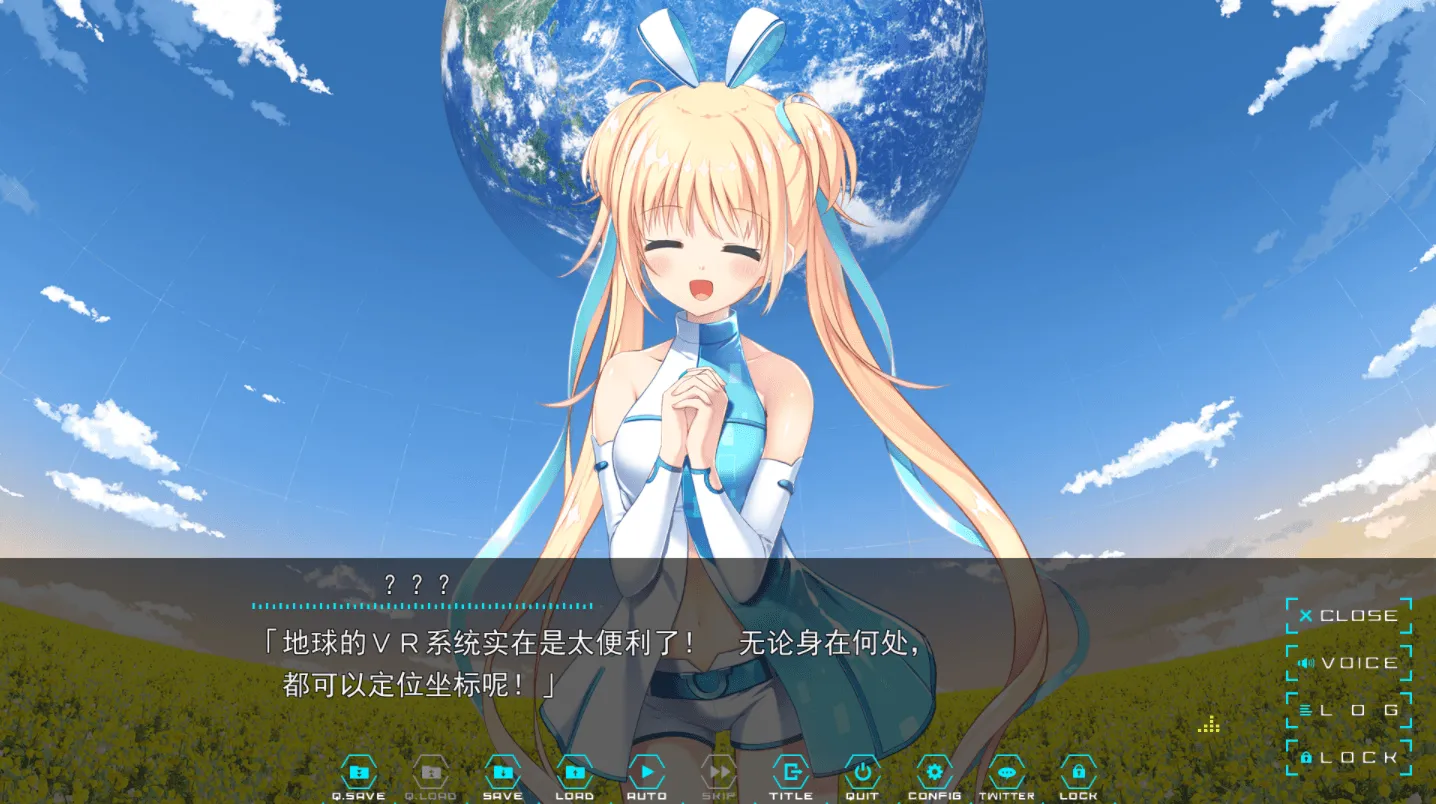 ？？？
「地球的ＶＲ系统实在是太便利了！　无论身在何处，
都可以定位坐标呢！」
CLOSE
VOICE
LOG
LOCK
Q.SAVE Q.LOAD SAVE LOAD AUTO SKIP TITLE QUIT CONFIG TWITTER LOCK